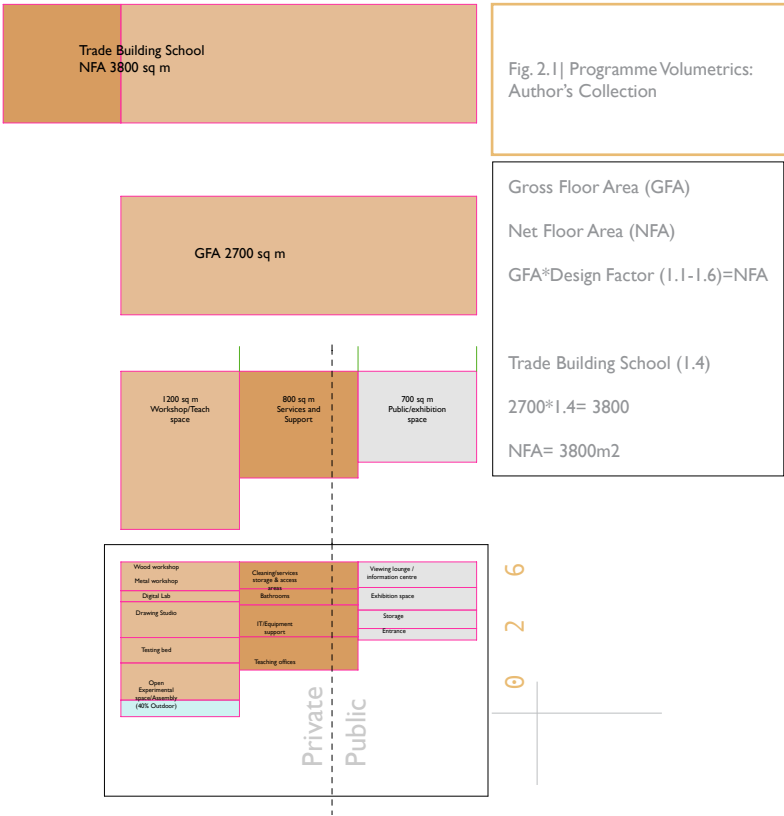 Trade Building School
NFA 3800 sq m
Fig. 2.1| Programme Volumetrics:
Author's Collection
Gross Floor Area (GFA)
Net Floor Area (NFA)
GFA*Design Factor (1.1-1.6)=NFA
Trade Building School (1.4)
2700*1.4= 3800
NFA= 3800m2
GFA 2700 sq m
1200 sq m
Workshop/Teach
space
800 sq m
Services and
Support
700 sq m
Public/exhibition
space
Wood workshop
Metal workshop
Digital Lab
Drawing Studio
Testing bed
Open
Experimental
space/Assembly
(40% Outdoor)
Cleaning/services
storage & access
areas
Bathrooms
IT/Equipment
support
Teaching offices
Viewing lounge /
information centre
Exhibition space
Storage
Entrance
Private
Public
0 2 6